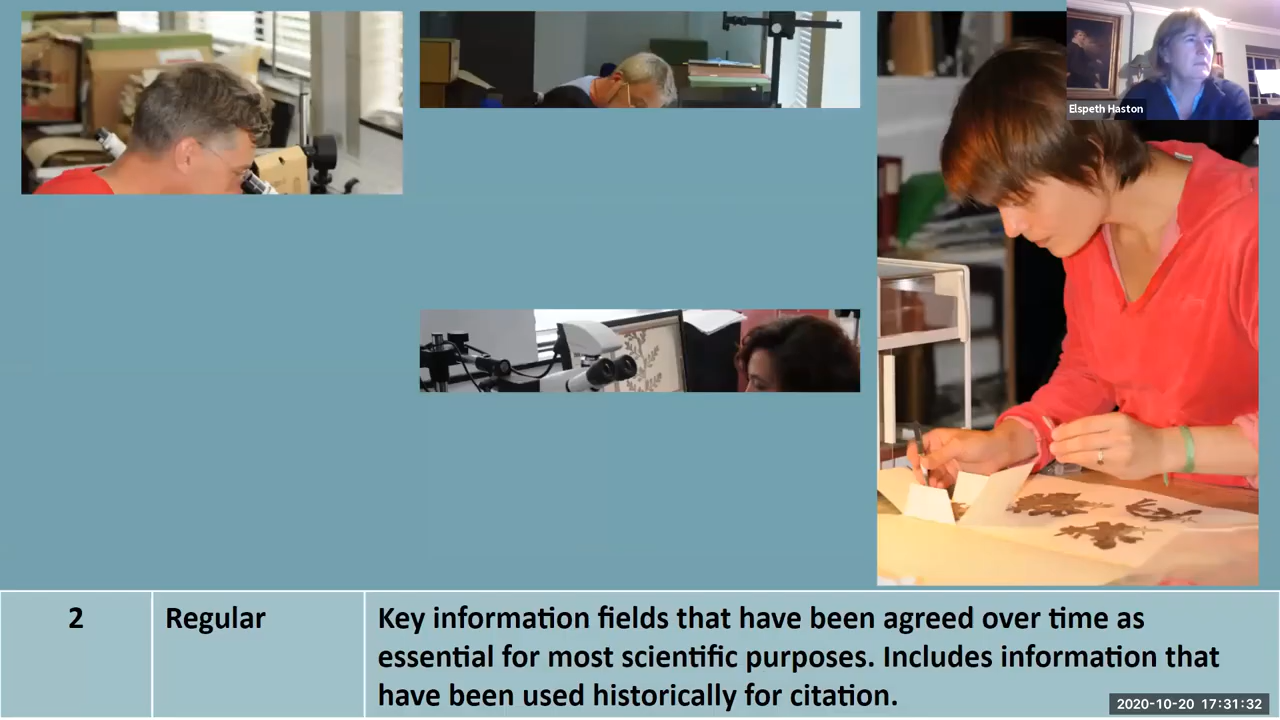 Elspeth Haston
2
Regular
Key information fields that have been agreed over time as
essential for most scientific purposes. Includes information that
have been used historically for citation.
2020-10-20 17:31:32